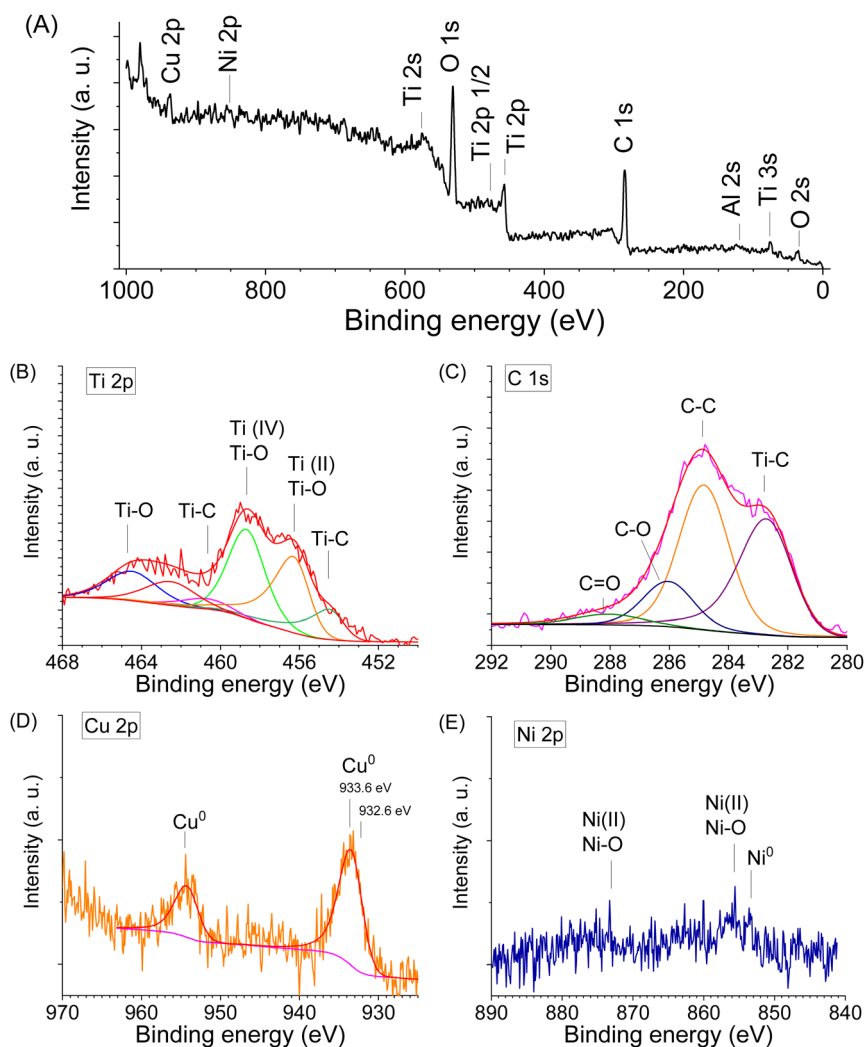 (A)
Intensity (a. u.)
Cu 2p
Ni 2p
Ti 2s
O 1s
Ti 2p 1/2
Ti 2p
C 1s
Al 2s
Ti 3s
O 2s
1000 800 600 400 200 0
Binding energy (eV)
(B)
Ti 2p
Intensity (a. u.)
Ti-O
Ti-C
Ti (IV)
Ti-O
Ti (II)
Ti-O
Ti-C
468 464 460 456 452
Binding energy (eV)
(C)
C 1s
Intensity (a. u.)
C=O
C-O
C-C
Ti-C
292 290 288 286 284 282 280
Binding energy (eV)
(D)
Cu 2p
Intensity (a. u.)
Cu⁰
Cu⁰
933.6 eV
932.6 eV
970 960 950 940 930
Binding energy (eV)
(E)
Ni 2p
Intensity (a. u.)
Ni(II)
Ni-O
Ni(II)
Ni-O
Ni⁰
890 880 870 860 850 840
Binding energy (eV)